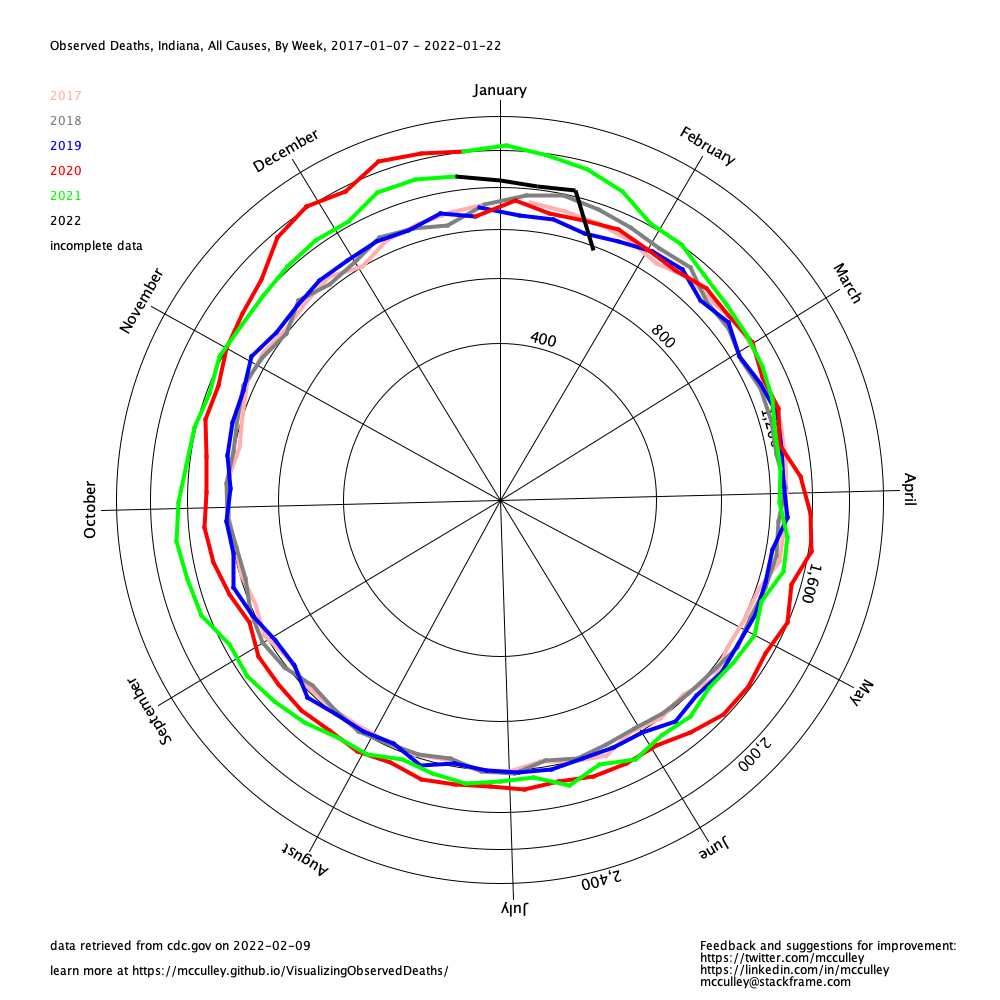 Observed Deaths, Indiana, All Causes, By Week, 2017-01-07 - 2022-01-22
January
2017
2018
2019
2020
2021
2022
incomplete data
December
February
November
March
400
800
1,200
October
April
1,600
September
May
2,000
August
June
2,400
July
data retrieved from cdc.gov on 2022-02-09
learn more at https://mcculley.github.io/VisualizingObservedDeaths/
Feedback and suggestions for improvement:
https://twitter.com/mcculley
https://linkedin.com/in/mcculley
mcculley@stackframe.com